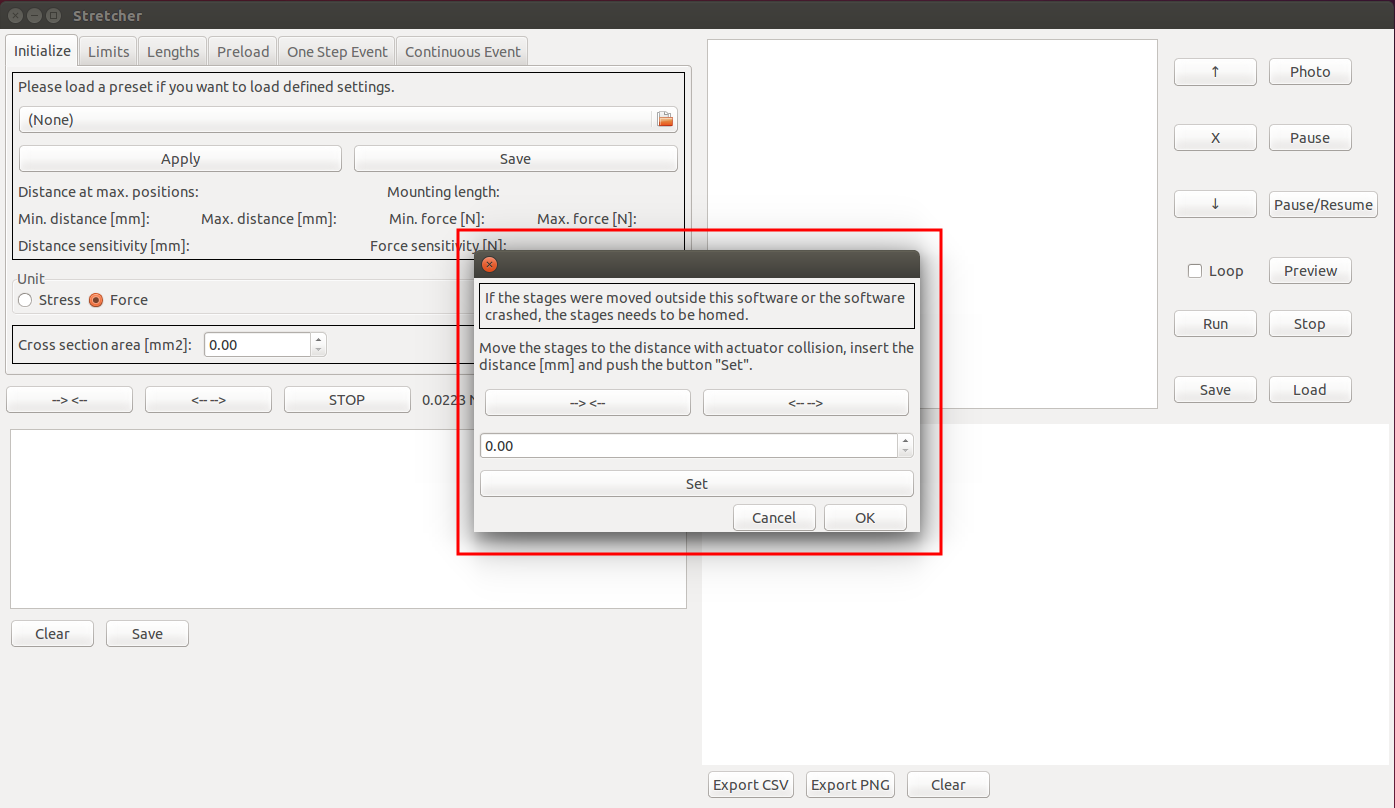 Stretcher
Initialize
Limits
Lengths
Preload
One Step Event
Continuous Event
Please load a preset if you want to load defined settings.
(None)
Apply
Save
Distance at max. positions:
Mounting length:
Min. distance [mm]:
Max. distance [mm]:
Min. force [N]:
Max. force [N]:
Distance sensitivity [mm]:
Force sensitivity [N]:
Unit
Stress
Force
Cross section area [mm2]:
0.00
--> <--
<-- -->
STOP
0.0223
Clear
Save
If the stages were moved outside this software or the software
crashed, the stages needs to be homed.
Move the stages to the distance with actuator collision, insert the
distance [mm] and push the button "Set".
--> <--
<-- -->
0.00
Set
Cancel
OK
↑
Photo
X
Pause
↓
Pause/Resume
Loop
Preview
Run
Stop
Save
Load
Export CSV
Export PNG
Clear